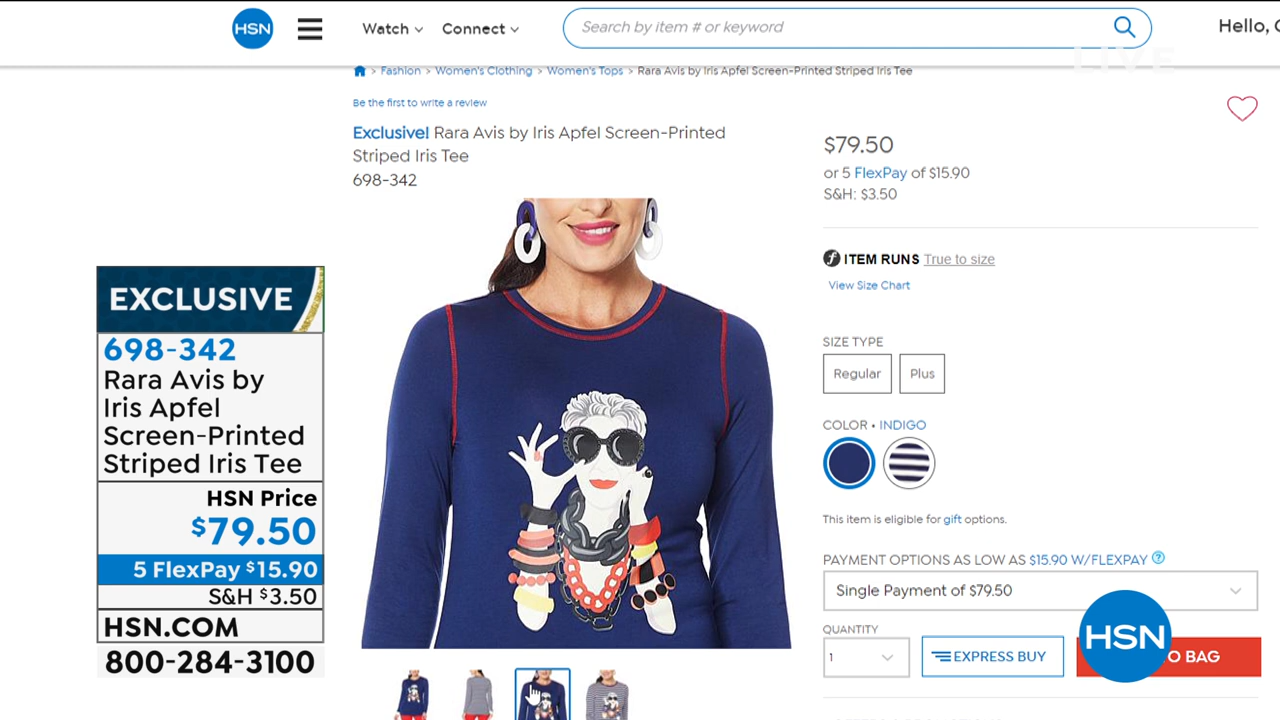 HSN
Watch
Connect
Search by item # or keyword
Hello,
LIVE
> Fashion > Women's Clothing > Women's Tops > Rara Avis by Iris Apfel Screen-Printed Striped Iris Tee
Be the first to write a review
Exclusive! Rara Avis by Iris Apfel Screen-Printed
Striped Iris Tee
698-342
$79.50
or 5 FlexPay of $15.90
S&H: $3.50
ITEM RUNS True to size
View Size Chart
SIZE TYPE
Regular
Plus
COLOR • INDIGO
This item is eligible for gift options.
PAYMENT OPTIONS AS LOW AS $15.90 W/FLEXPAY ?
Single Payment of $79.50
QUANTITY
1
EXPRESS BUY
O BAG
HSN
EXCLUSIVE
698-342
Rara Avis by
Iris Apfel
Screen-Printed
Striped Iris Tee
HSN Price
$79.50
5 FlexPay $15.90
S&H $3.50
HSN.COM
800-284-3100